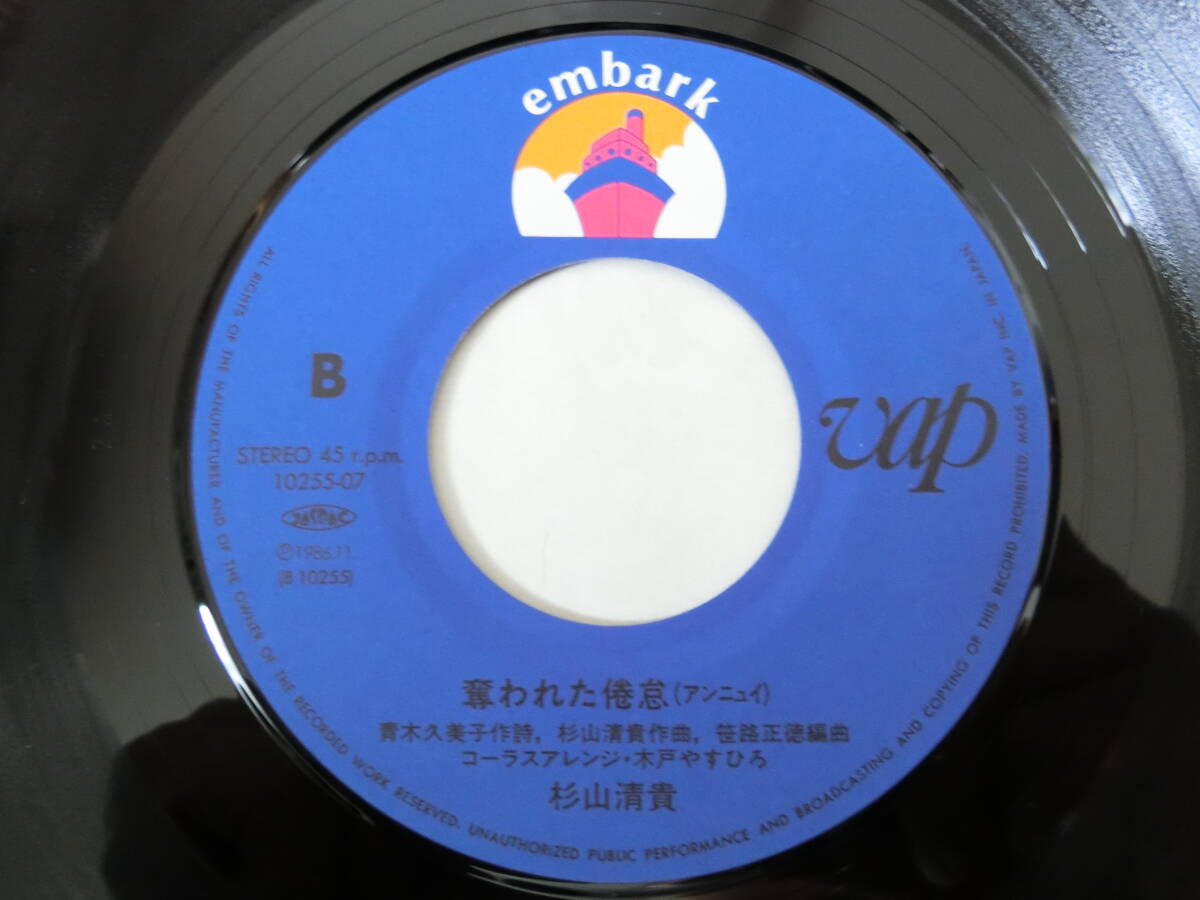 embark
B
STEREO 45 r.p.m.
10255-07
℗1986.11
(B 10255)
vap
奪われた倦怠(アンニュイ)
青木久美子作詩, 杉山清貴作曲, 笹路正徳編曲
コーラスアレンジ・木戸やすひろ
杉山清貴
ALL RIGHTS OF THE MANUFACTURER AND OF THE OWNER OF THE RECORDED WORK RESERVED. UNAUTHORIZED PUBLIC PERFORMANCE AND BROADCASTING AND COPYING OF THIS RECORD PROHIBITED. MADE BY VAP INC. IN JAPAN.